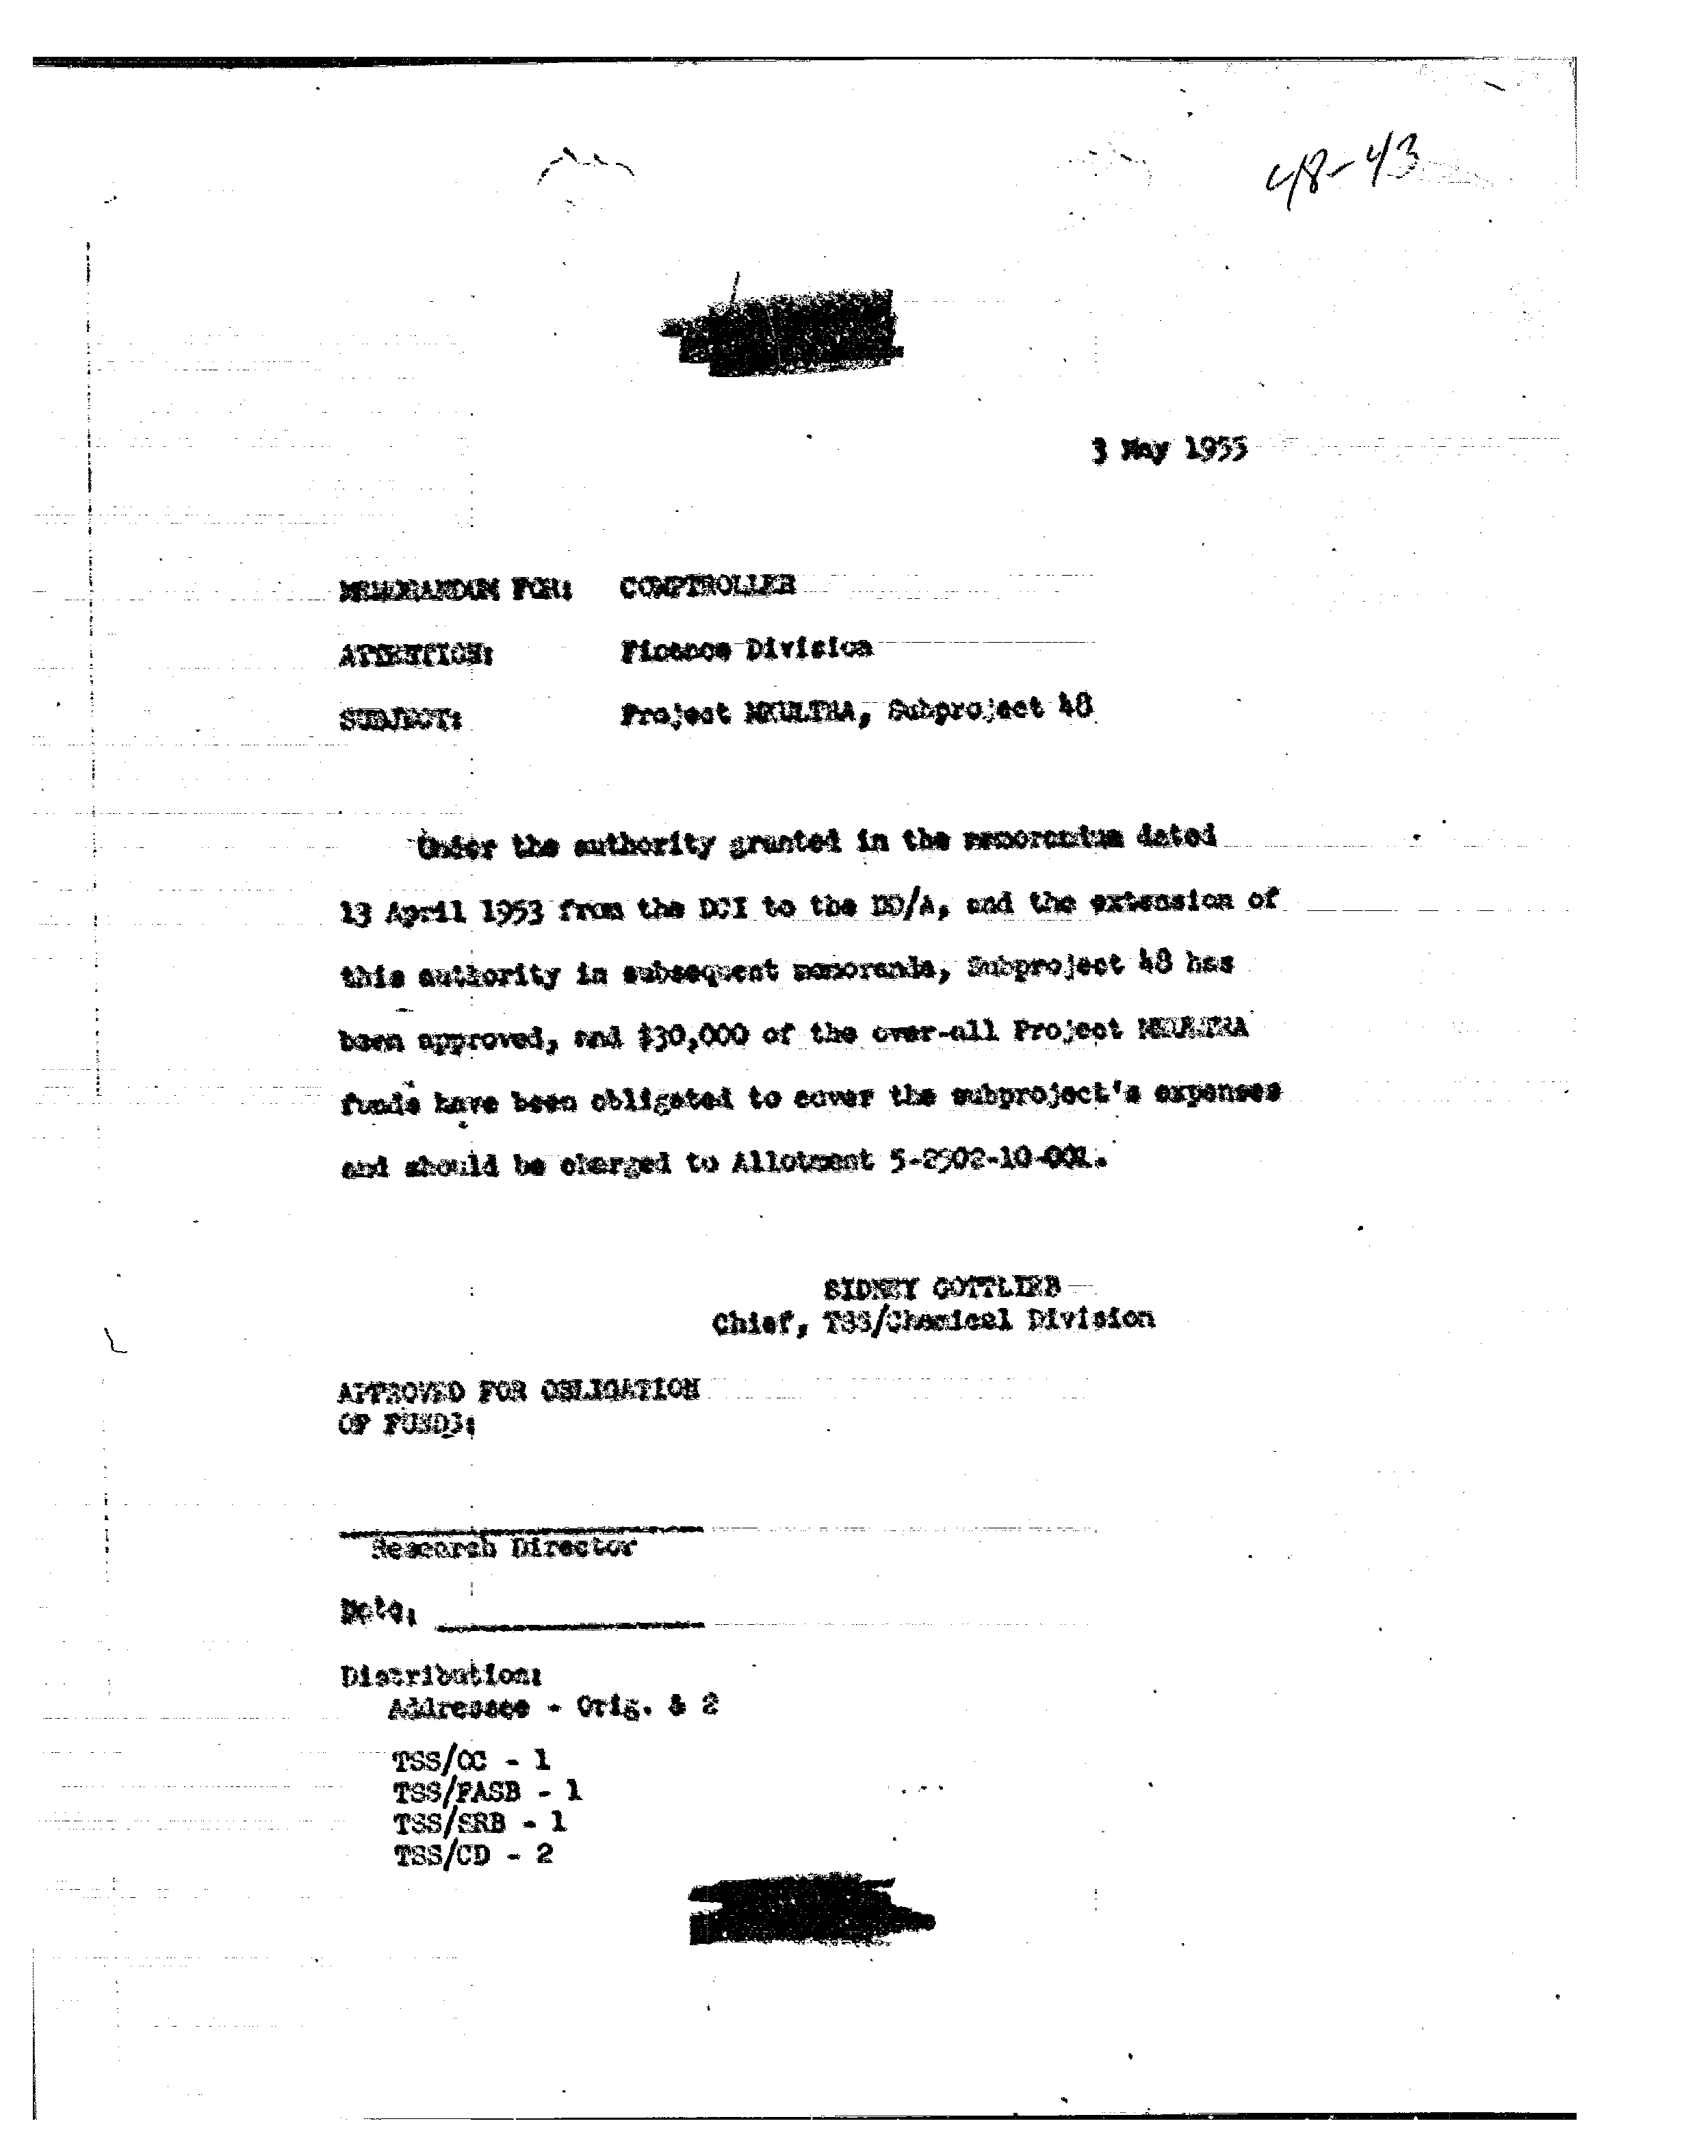 48-43
3 May 1955
MEMORANDUM FOR: COMPTROLLER
ATTENTION: Finance Division
SUBJECT: Project MKULTRA, Subproject 48
Under the authority granted in the memorandum dated
13 April 1953 from the DCI to the DD/A, and the extension of
this authority in subsequent memoranda, Subproject 48 has
been approved, and $30,000 of the over-all Project MKULTRA
funds have been obligated to cover the subproject's expenses
and should be charged to Allotment 5-2502-10-001.
SIDNEY GOTTLIEB
Chief, TSS/Chemical Division
APPROVED FOR OBLIGATION
OF FUNDS:
Research Director
Date:
Distribution:
Addressee - Orig. & 2
TSS/OC - 1
TSS/FASB - 1
TSS/SRB - 1
TSS/CD - 2